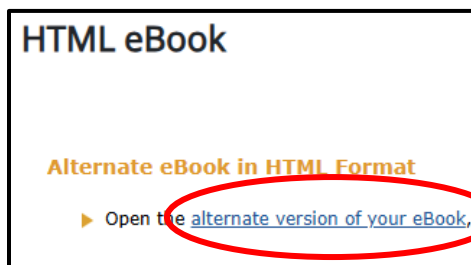 HTML eBook
Alternate eBook in HTML Format
Open the alternate version of your eBook,